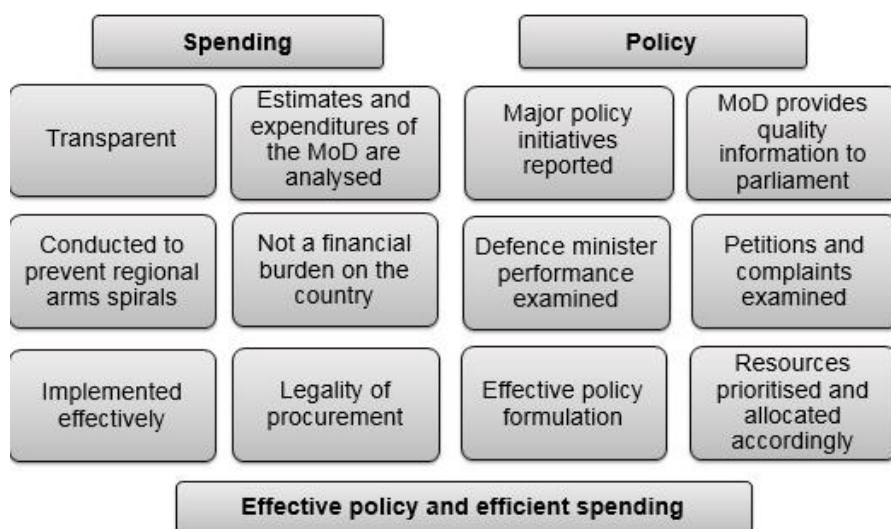 Spending
Policy
Transparent
Estimates and
expenditures of
the MoD are
analysed
Major policy
initiatives
reported
MoD provides
quality
information to
parliament
Conducted to
prevent regional
arms spirals
Not a financial
burden on the
country
Defence minister
performance
examined
Petitions and
complaints
examined
Implemented
effectively
Legality of
procurement
Effective policy
formulation
Resources
prioritised and
allocated
accordingly
Effective policy and efficient spending